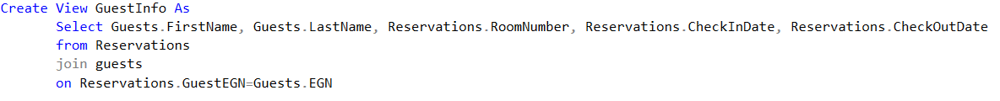 Create View GuestInfo As
Select Guests.FirstName, Guests.LastName, Reservations.RoomNumber, Reservations.CheckInDate, Reservations.CheckOutDate
from Reservations
join guests
on Reservations.GuestEGN=Guests.EGN